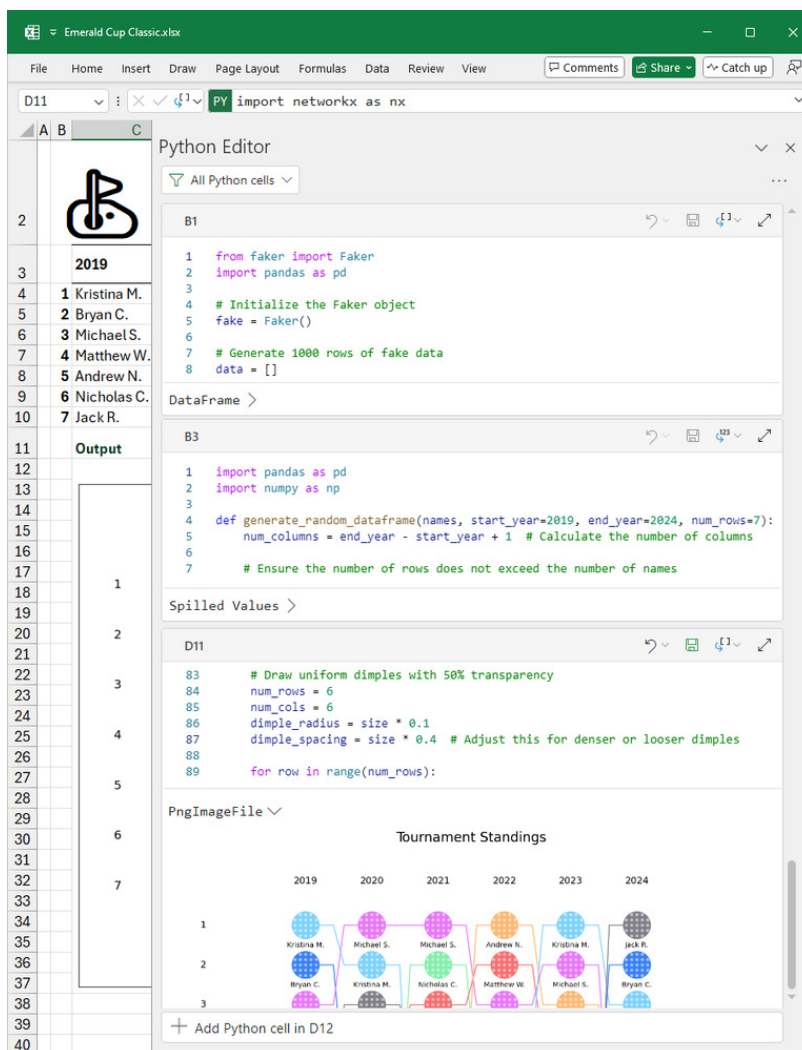 Emerald Cup Classic.xlsx
File Home Insert Draw Page Layout Formulas Data Review View Comments Share Catch up
D11 PY import networkx as nx
A B C
Python Editor
All Python cells
2
3 2019
4 1 Kristina M.
5 2 Bryan C.
6 3 Michael S.
7 4 Matthew W.
8 5 Andrew N.
9 6 Nicholas C.
10 7 Jack R.
11 Output
12
13
14
15
16
17
18
19
20
21
22
23
24
25
26
27
28
29
30
31
32
33
34
35
36
37
38
39
40
1
2
3
4
5
6
7
B1
1 from faker import Faker
2 import pandas as pd
3
4 # Initialize the Faker object
5 fake = Faker()
6
7 # Generate 1000 rows of fake data
8 data = []
DataFrame
B3
1 import pandas as pd
2 import numpy as np
3
4 def generate_random_dataframe(names, start_year=2019, end_year=2024, num_rows=7):
5 num_columns = end_year - start_year + 1 # Calculate the number of columns
6
7 # Ensure the number of rows does not exceed the number of names
Spilled Values
D11
83 # Draw uniform dimples with 50% transparency
84 num_rows = 6
85 num_cols = 6
86 dimple_radius = size * 0.1
87 dimple_spacing = size * 0.4 # Adjust this for denser or looser dimples
88
89 for row in range(num_rows):
PngImageFile
Tournament Standings
2019 2020 2021 2022 2023 2024
1
Kristina M. Michael S. Michael S. Andrew N. Kristina M. Jack R.
2
Bryan C. Kristina M. Nicholas C. Matthew W. Michael S. Bryan C.
3
Add Python cell in D12